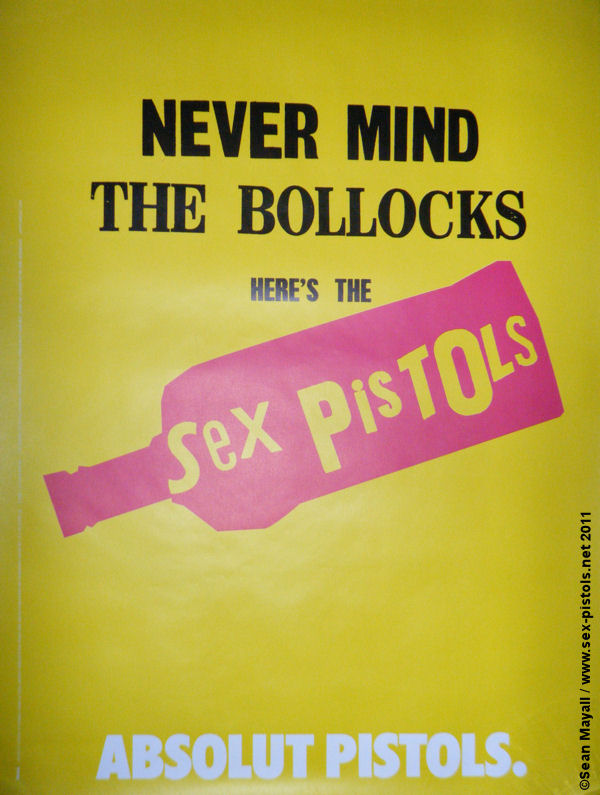 NEVER MIND
THE BOLLOCKS
HERE'S THE
Sex PisTOLS
ABSOLUT PISTOLS.
©Sean Mayall / www.sex-pistols.net 2011